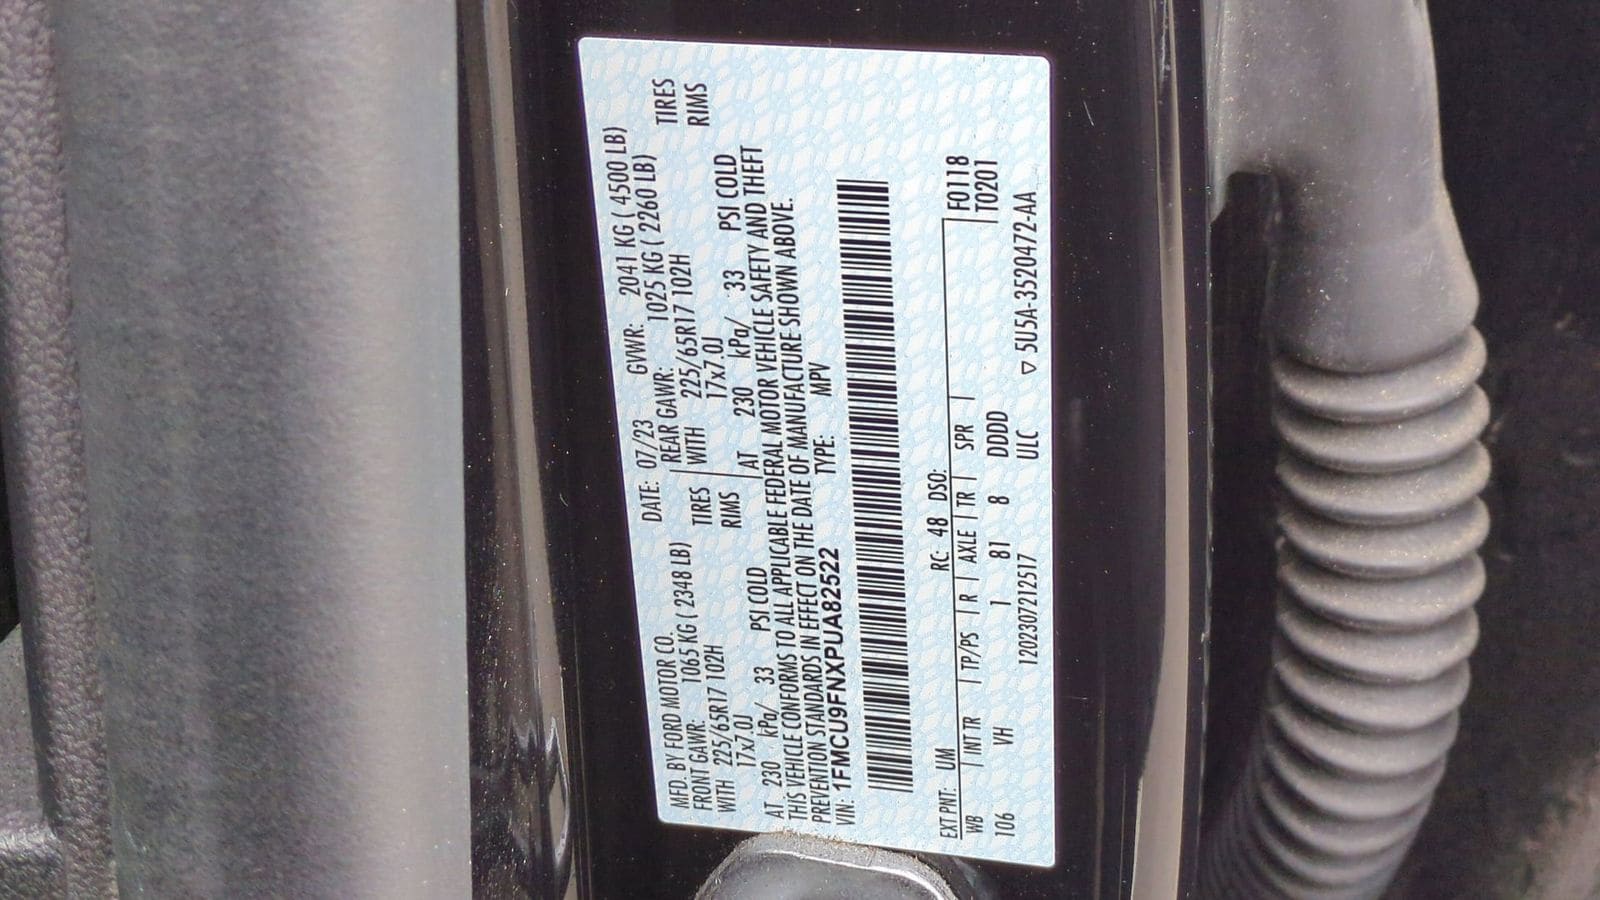 MFD. BY FORD MOTOR CO. DATE: 07/23 GVWR: 2041 KG ( 4500 LB)
FRONT GAWR: 1065 KG ( 2348 LB) REAR GAWR: 1025 KG ( 2260 LB)
WITH 225/65R17 102H TIRES WITH 225/65R17 102H TIRES
17x7.0J RIMS 17x7.0J RIMS
AT 230 kPa/ 33 PSI COLD AT 230 kPa/ 33 PSI COLD
THIS VEHICLE CONFORMS TO ALL APPLICABLE FEDERAL MOTOR VEHICLE SAFETY AND THEFT
PREVENTION STANDARDS IN EFFECT ON THE DATE OF MANUFACTURE SHOWN ABOVE.
VIN: 1FMCU9FNXPUA82522 TYPE: MPV
EXT PNT: UM RC: 48 DSO: F0118
WB | INT TR | TP/PS | R | AXLE | TR | SPR | T0201
106 VH 1 81 8 DDDD
1202307212517 ULC ▽ 5U5A-3520472-AA